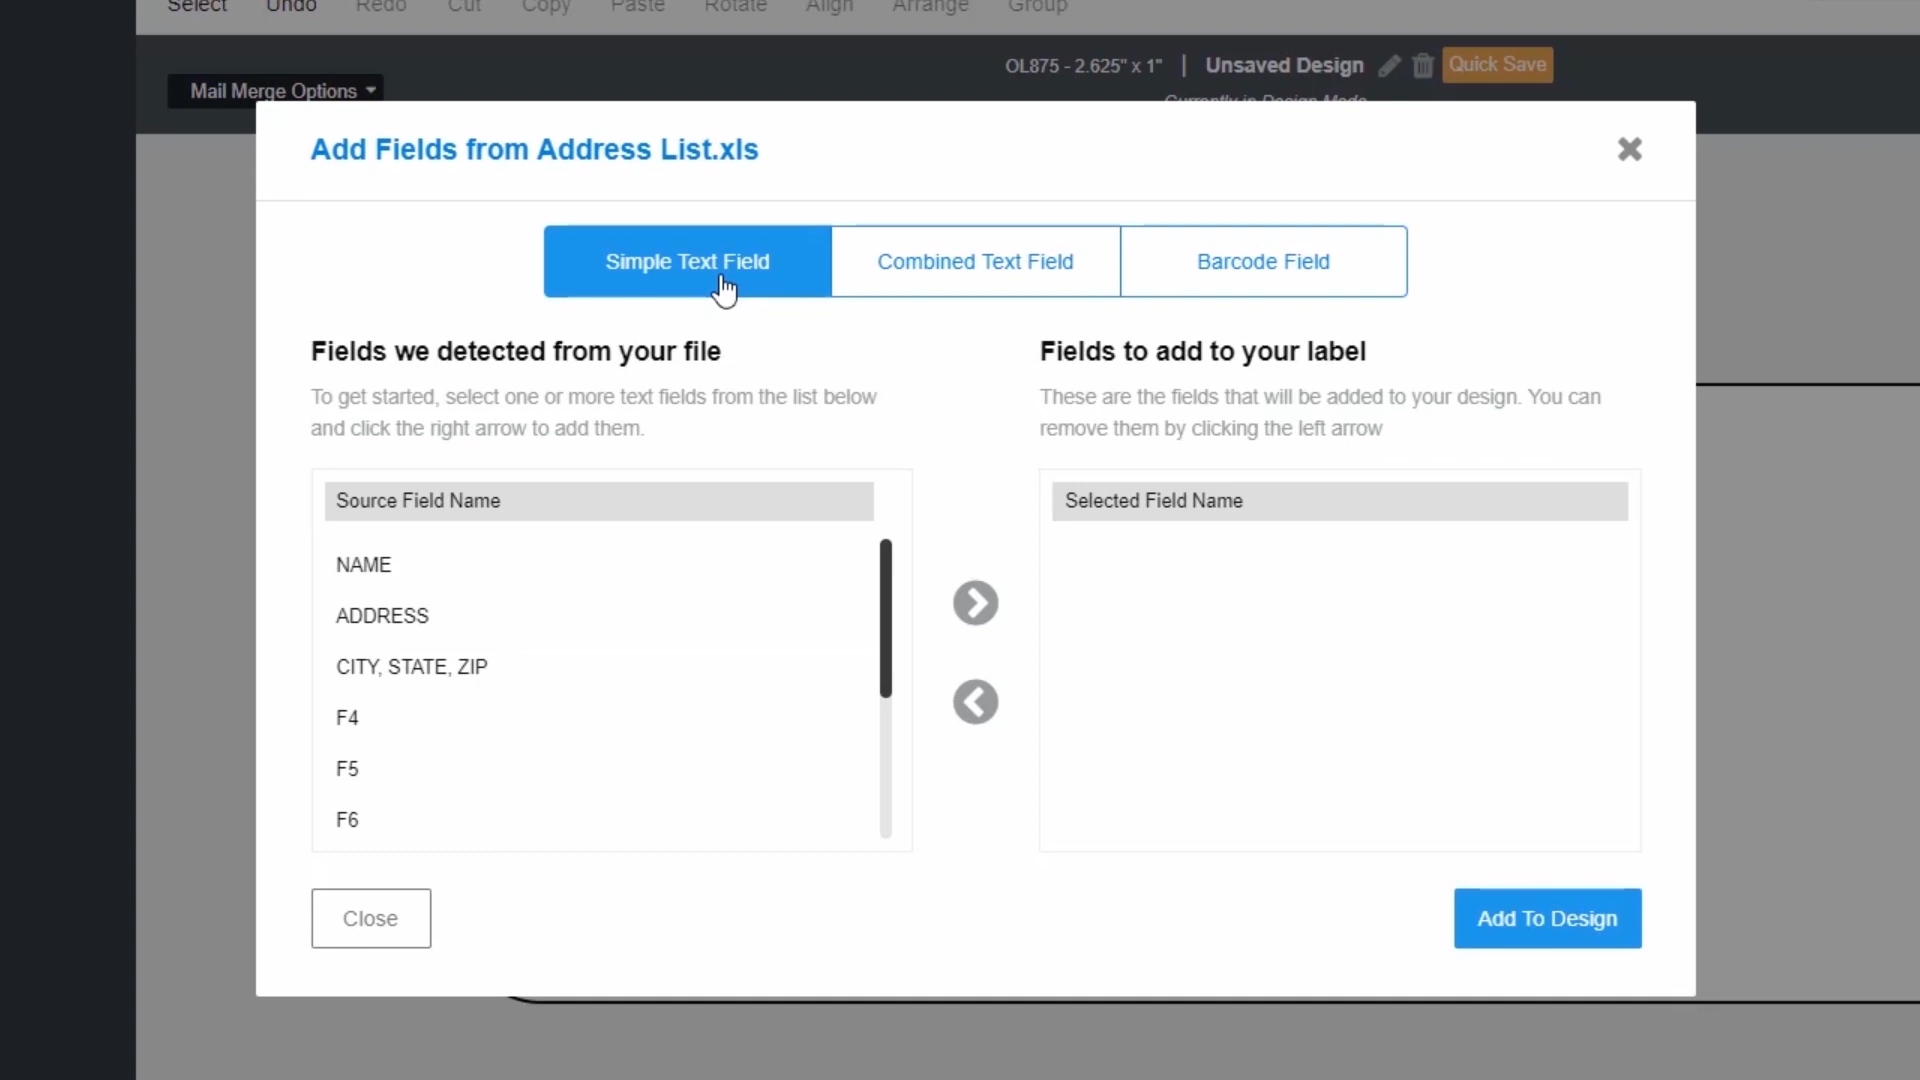 Select Undo Redo Cut Copy Paste Rotate Align Arrange Group
OL875 - 2.625" x 1" | Unsaved Design Quick Save
Mail Merge Options
Currently in Design Mode
Add Fields from Address List.xls
Simple Text Field Combined Text Field Barcode Field
Fields we detected from your file
To get started, select one or more text fields from the list below
and click the right arrow to add them.
Source Field Name
NAME
ADDRESS
CITY, STATE, ZIP
F4
F5
F6
Fields to add to your label
These are the fields that will be added to your design. You can
remove them by clicking the left arrow
Selected Field Name
Close
Add To Design